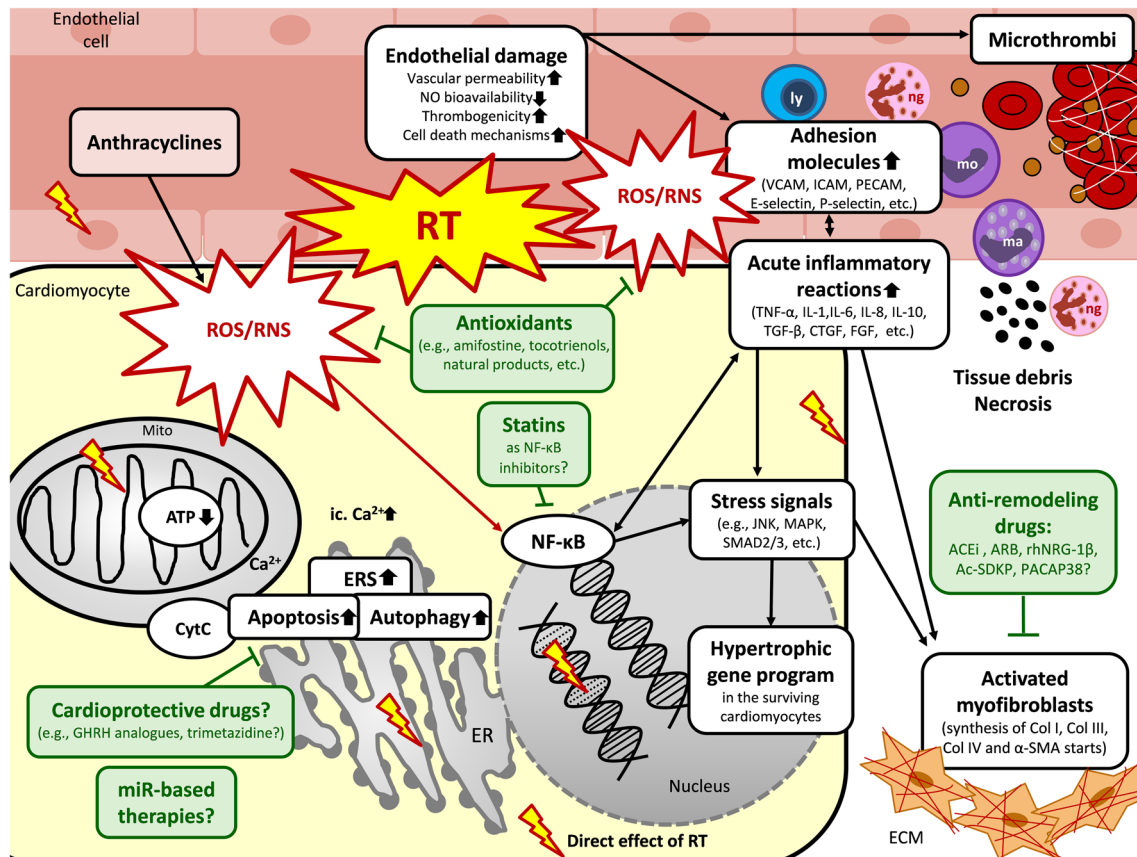 Endothelial
cell
Endothelial damage
Vascular permeability
NO bioavailability
Thrombogenicity
Cell death mechanisms
Microthrombi
ly
ng
Anthracyclines
Adhesion
molecules
(VCAM, ICAM, PECAM,
E-selectin, P-selectin, etc.)
mo
ROS/RNS
RT
ma
Cardiomyocyte
ROS/RNS
Acute inflammatory
reactions
(TNF-α, IL-1,IL-6, IL-8, IL-10,
TGF-β, CTGF, FGF, etc.)
ng
Antioxidants
(e.g., amifostine, tocotrienols,
natural products, etc.)
Tissue debris
Necrosis
Statins
as NF-κB
inhibitors?
Mito
ATP
Ca²⁺
ic. Ca²⁺
NF-κB
Stress signals
(e.g., JNK, MAPK,
SMAD2/3, etc.)
Anti-remodeling
drugs:
ACEi , ARB, rhNRG-1β,
Ac-SDKP, PACAP38?
ERS
Apoptosis
Autophagy
CytC
Hypertrophic
gene program
in the surviving
cardiomyocytes
Activated
myofibroblasts
(synthesis of Col I, Col III,
Col IV and α-SMA starts)
Cardioprotective drugs?
(e.g., GHRH analogues, trimetazidine?)
ER
miR-based
therapies?
Nucleus
Direct effect of RT
ECM